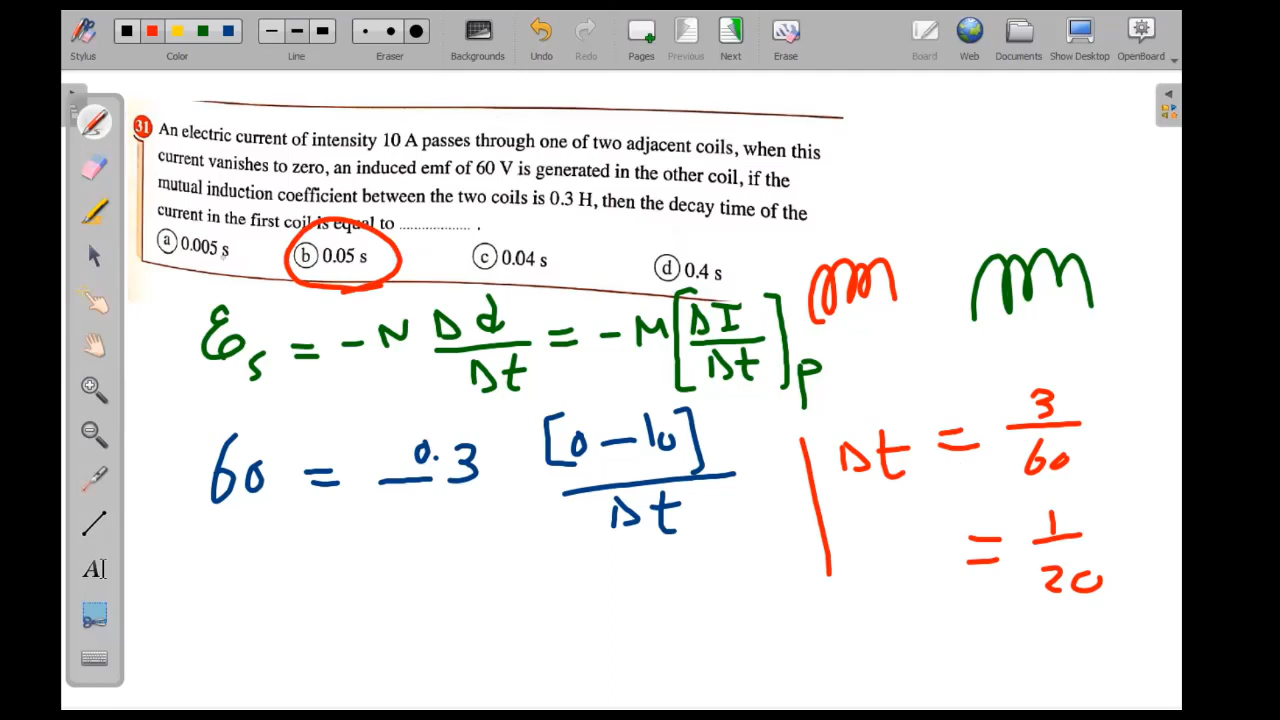 Stylus
Color
Line
Eraser
Backgrounds
Undo
Redo
Pages
Previous
Next
Erase
Board
Web
Documents
Show Desktop
OpenBoard
31 An electric current of intensity 10 A passes through one of two adjacent coils, when this
current vanishes to zero, an induced emf of 60 V is generated in the other coil, if the
mutual induction coefficient between the two coils is 0.3 H, then the decay time of the
current in the first coil is equal to .................... .
a 0.005 s b 0.05 s c 0.04 s d 0.4 s
Ɛs = - N Δϕ/Δt = - M [ΔI/Δt]p
60 = - 0.3 [0 - 10]/Δt
Δt = 3/60
= 1/20
A